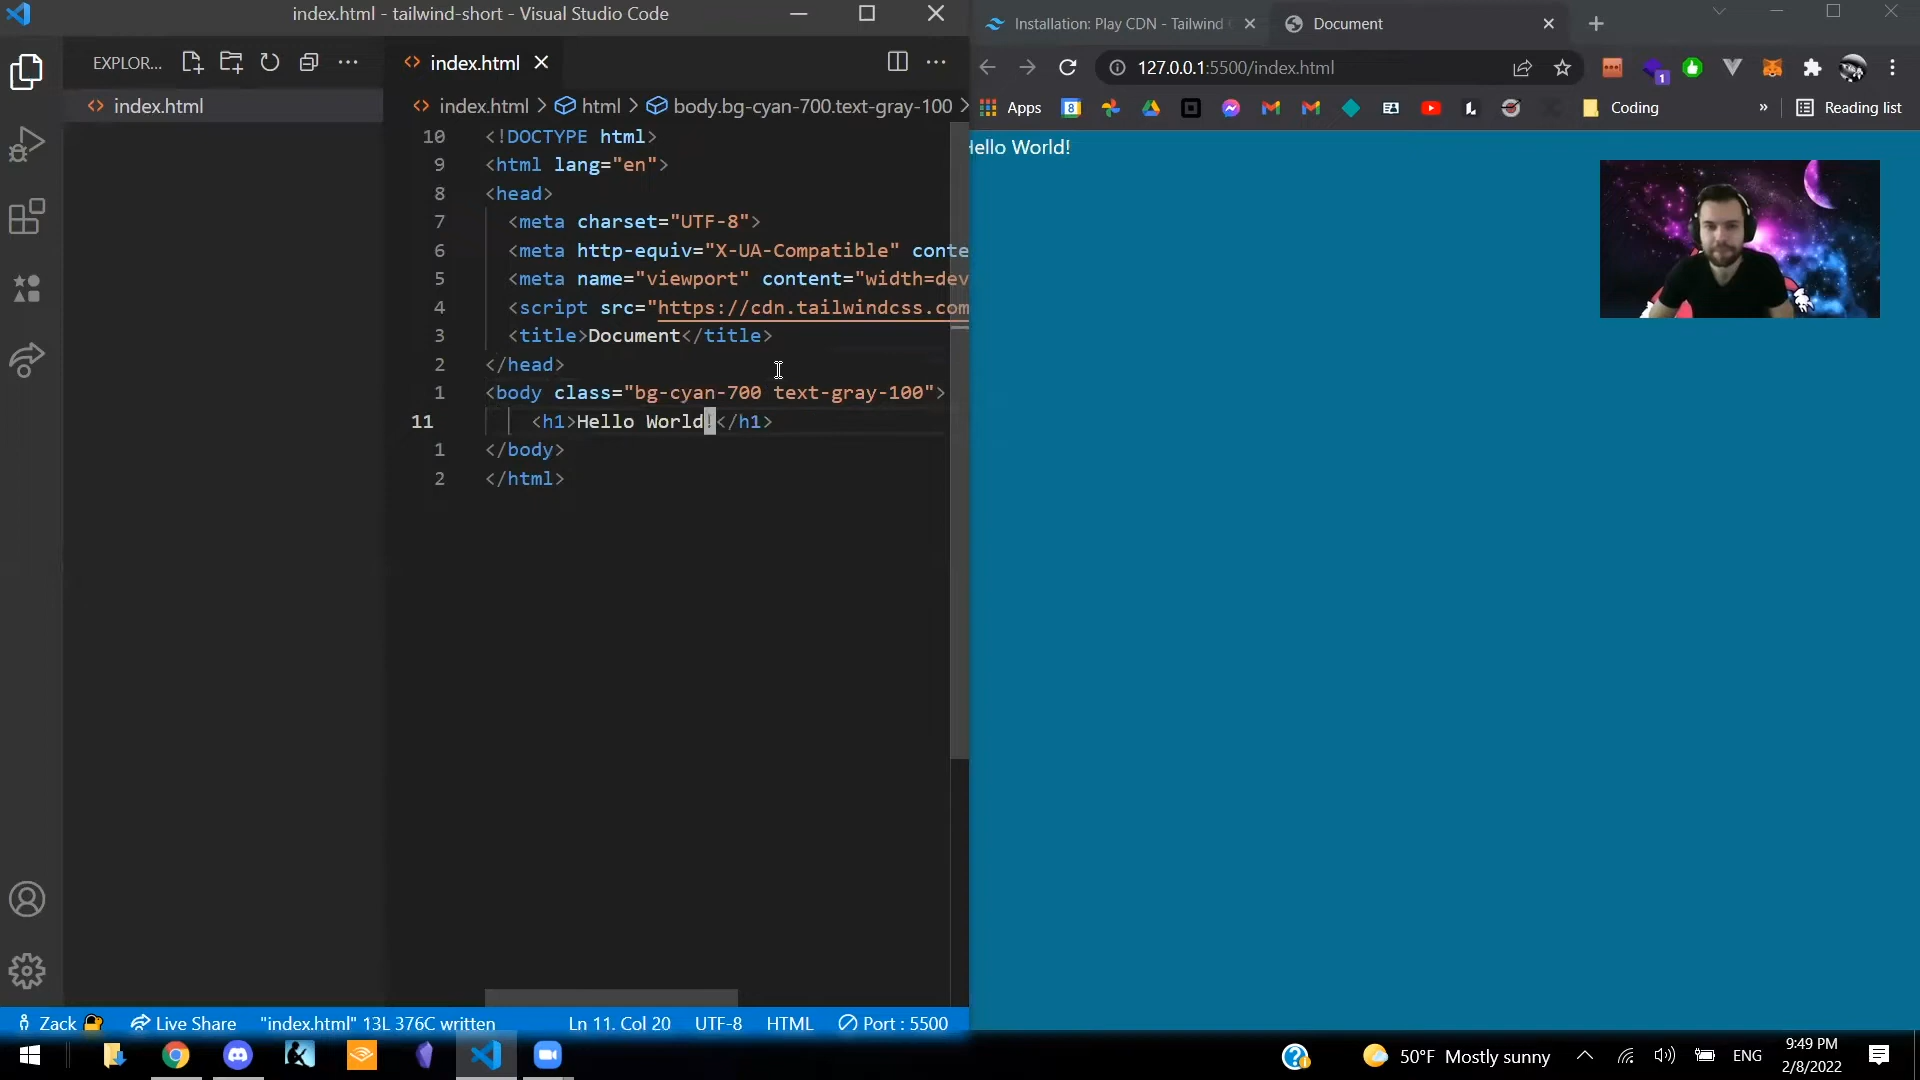 index.html - tailwind-short - Visual Studio Code
EXPLOR...
index.html
index.html
index.html > html > body.bg-cyan-700.text-gray-100 >
10 <!DOCTYPE html>
9 <html lang="en">
8 <head>
7 <meta charset="UTF-8">
6 <meta http-equiv="X-UA-Compatible" conte
5 <meta name="viewport" content="width=dev
4 <script src="https://cdn.tailwindcss.com
3 <title>Document</title>
2 </head>
1 <body class="bg-cyan-700 text-gray-100">
11 <h1>Hello World!</h1>
1 </body>
2 </html>
Zack Live Share "index.html" 13L 376C written Ln 11, Col 20 UTF-8 HTML Port : 5500
Installation: Play CDN - Tailwind C
Document
127.0.0.1:5500/index.html
1
Apps
8
Coding
»
Reading list
Hello World!
50°F Mostly sunny
ENG
9:49 PM
2/8/2022